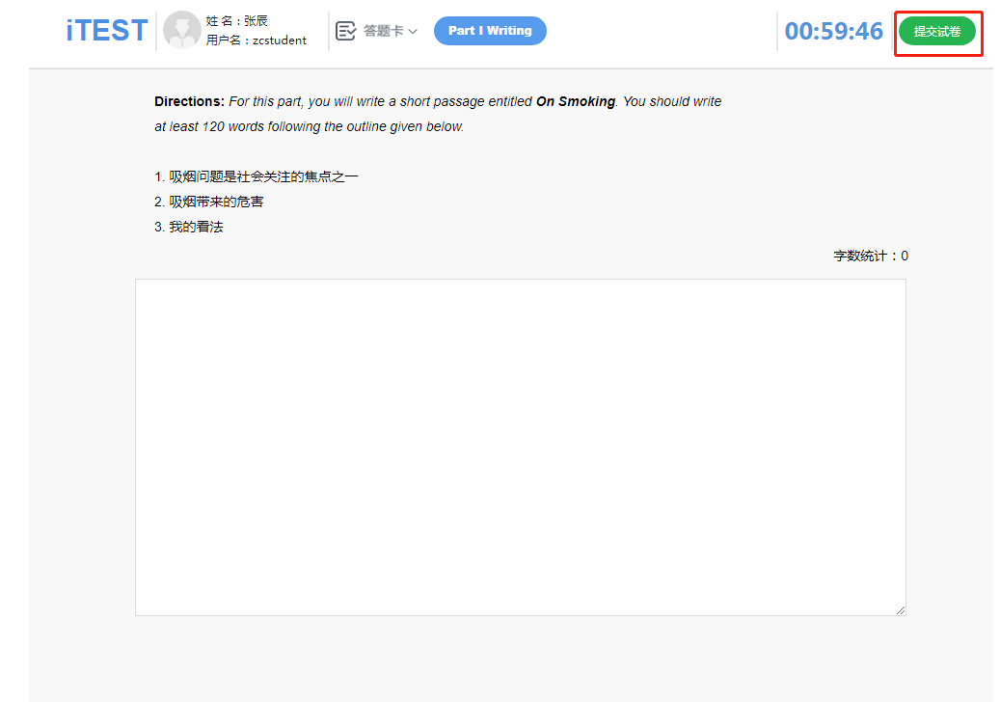 iTEST
姓 名：张辰
用户名：zcstudent
答题卡
Part I Writing
00:59:46
提交试卷
Directions: For this part, you will write a short passage entitled On Smoking. You should write
at least 120 words following the outline given below.
1. 吸烟问题是社会关注的焦点之一
2. 吸烟带来的危害
3. 我的看法
字数统计：0